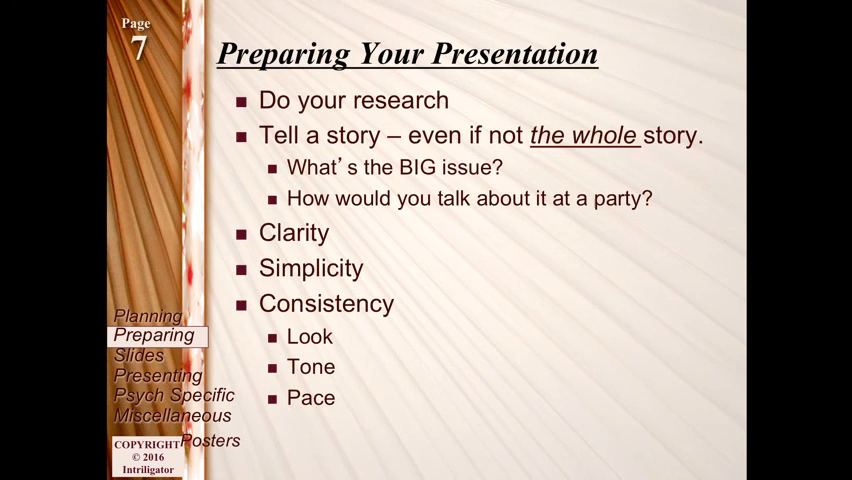 Page
7
Preparing Your Presentation
Do your research
Tell a story – even if not the whole story.
What’s the BIG issue?
How would you talk about it at a party?
Clarity
Simplicity
Consistency
Look
Tone
Pace
Planning
Preparing
Slides
Presenting
Psych Specific
Miscellaneous
Posters
COPYRIGHT
© 2016
Intriligator